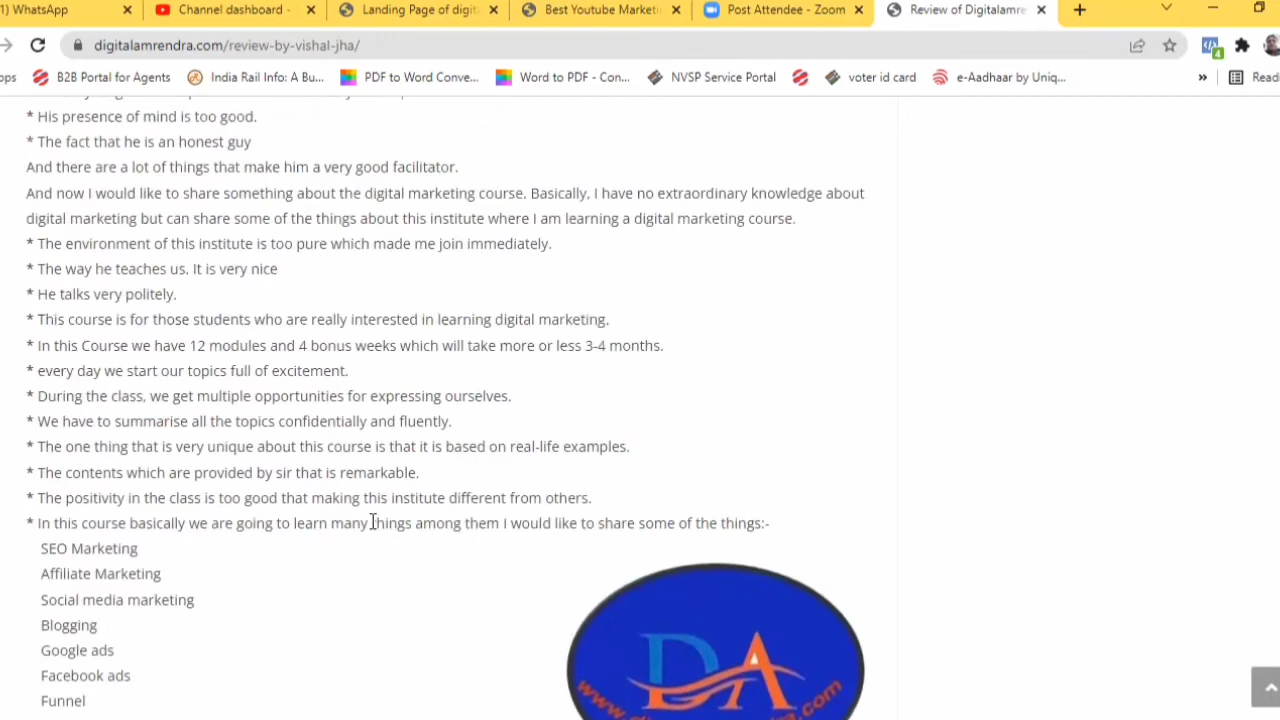 1) WhatsApp
Channel dashboard -
Landing Page of digit
Best Youtube Marketi
Post Attendee - Zoom
Review of Digitalamre
digitalamrendra.com/review-by-vishal-jha/
4
ops
B2B Portal for Agents
India Rail Info: A Bu...
PDF to Word Conve...
Word to PDF - Con...
NVSP Service Portal
voter id card
e-Aadhaar by Uniq...
»
Readi
* His presence of mind is too good.
* The fact that he is an honest guy
And there are a lot of things that make him a very good facilitator.
And now I would like to share something about the digital marketing course. Basically, I have no extraordinary knowledge about
digital marketing but can share some of the things about this institute where I am learning a digital marketing course.
* The environment of this institute is too pure which made me join immediately.
* The way he teaches us. It is very nice
* He talks very politely.
* This course is for those students who are really interested in learning digital marketing.
* In this Course we have 12 modules and 4 bonus weeks which will take more or less 3-4 months.
* every day we start our topics full of excitement.
* During the class, we get multiple opportunities for expressing ourselves.
* We have to summarise all the topics confidentially and fluently.
* The one thing that is very unique about this course is that it is based on real-life examples.
* The contents which are provided by sir that is remarkable.
* The positivity in the class is too good that making this institute different from others.
* In this course basically we are going to learn many things among them I would like to share some of the things:-
SEO Marketing
Affiliate Marketing
Social media marketing
Blogging
Google ads
Facebook ads
Funnel
DA